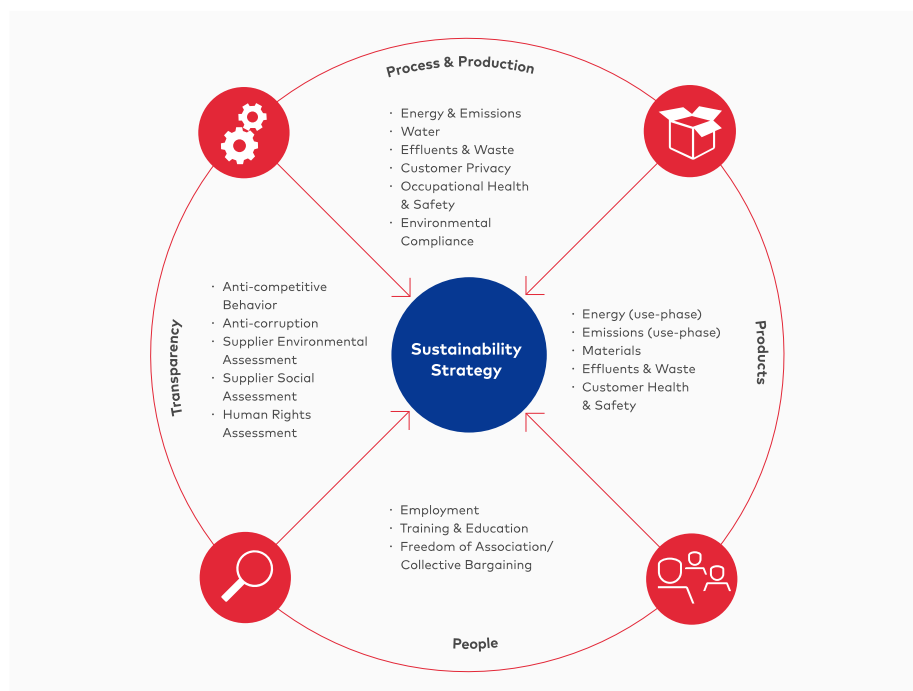 Process & Production
· Energy & Emissions
· Water
· Effluents & Waste
· Customer Privacy
· Occupational Health
& Safety
· Environmental
Compliance
Transparency
· Anti-competitive
Behavior
· Anti-corruption
· Supplier Environmental
Assessment
· Supplier Social
Assessment
· Human Rights
Assessment
Sustainability
Strategy
· Energy (use-phase)
· Emissions (use-phase)
· Materials
· Effluents & Waste
· Customer Health
& Safety
Products
· Employment
· Training & Education
· Freedom of Association/
Collective Bargaining
People